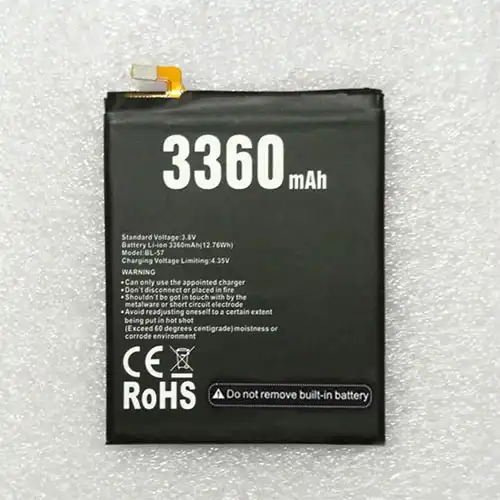 3360 mAh
Standard Voltage:3.8V
Battery Li-ion 3360mAh(12.76Wh)
Model:BL-57
Charging Voltage Limiting:4.35V
WARNING
• Can only use the appointed charger
• Don't disconnect or placed in fire
• Shouldn't be got in touch with by the
metalware or short circuit directly
• Avoid readjusting oneself to a certain extent
being put in hot shot
(Exceed 60 degrees centigrade)moistness or
corrode environment
CE
RoHS
Do not remove built-in battery